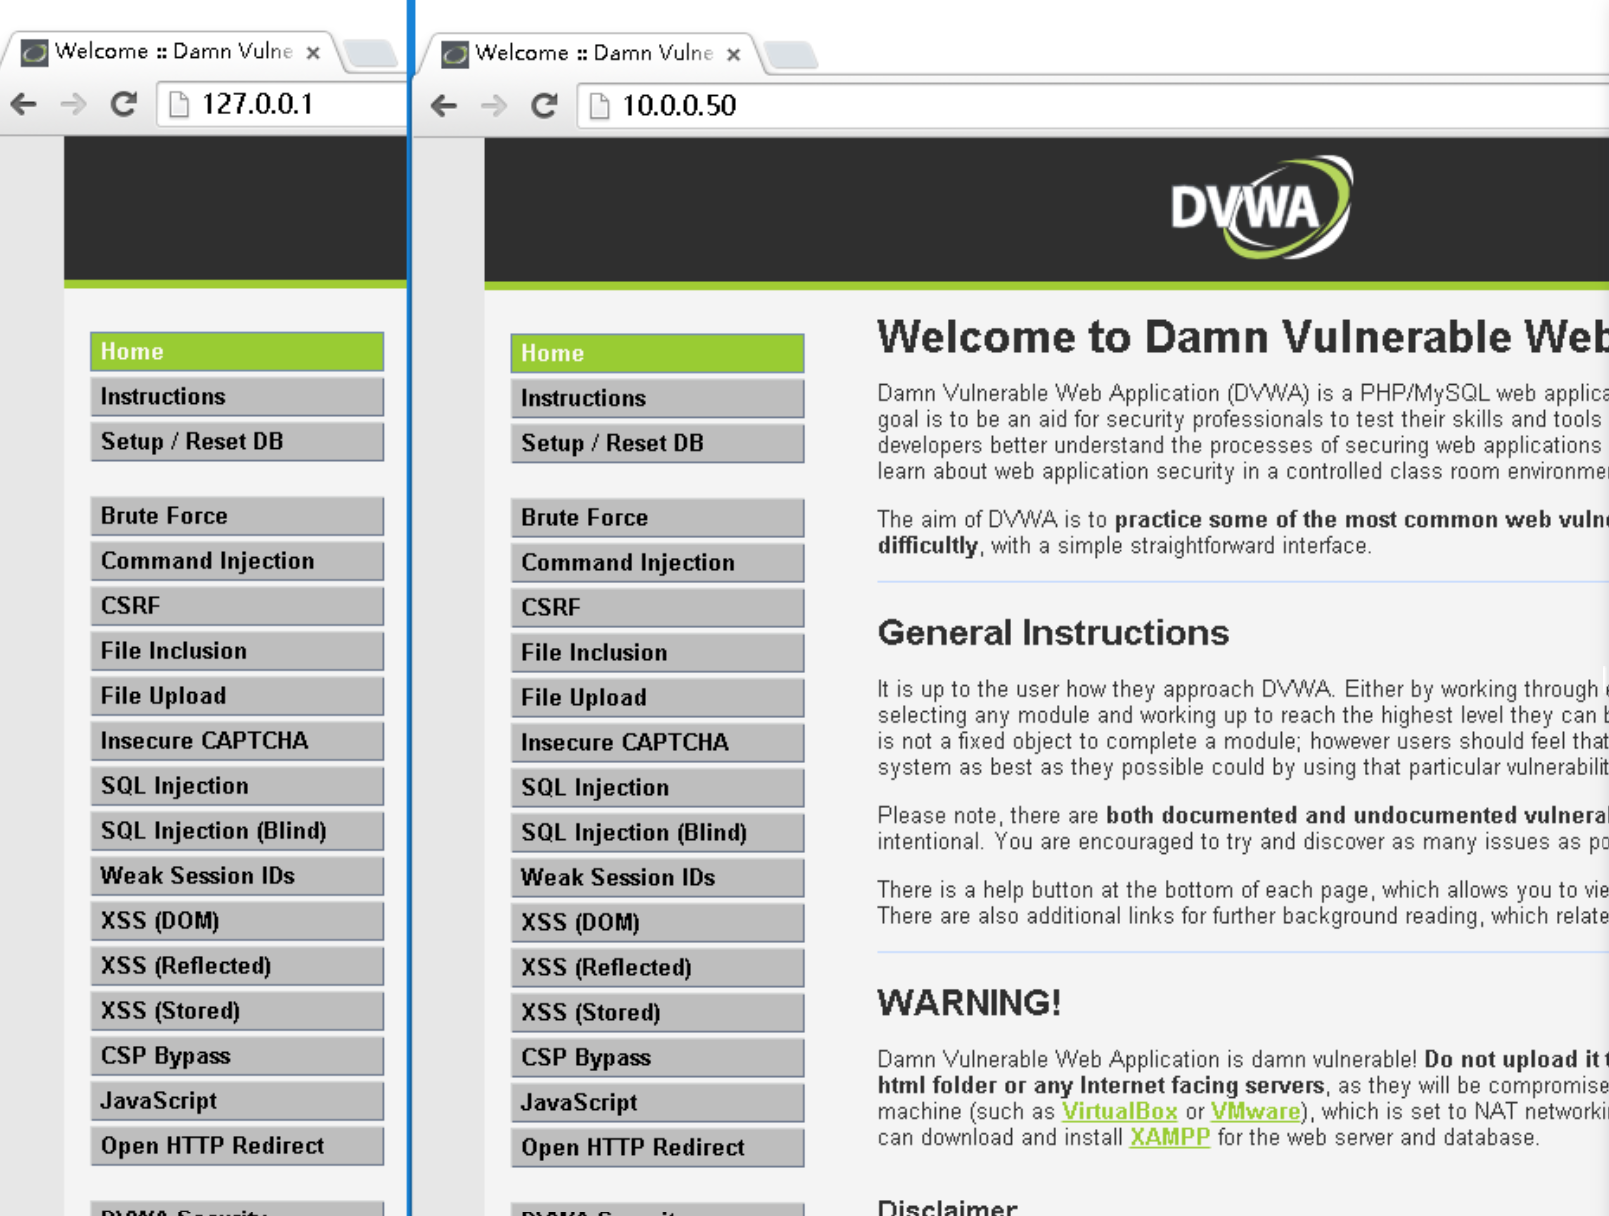 Welcome :: Damn Vulne
127.0.0.1
Home
Instructions
Setup / Reset DB
Brute Force
Command Injection
CSRF
File Inclusion
File Upload
Insecure CAPTCHA
SQL Injection
SQL Injection (Blind)
Weak Session IDs
XSS (DOM)
XSS (Reflected)
XSS (Stored)
CSP Bypass
JavaScript
Open HTTP Redirect
DVWA Security
Welcome :: Damn Vulne
10.0.0.50
DVWA
Home
Instructions
Setup / Reset DB
Brute Force
Command Injection
CSRF
File Inclusion
File Upload
Insecure CAPTCHA
SQL Injection
SQL Injection (Blind)
Weak Session IDs
XSS (DOM)
XSS (Reflected)
XSS (Stored)
CSP Bypass
JavaScript
Open HTTP Redirect
DVWA Security
Welcome to Damn Vulnerable Web
Damn Vulnerable Web Application (DVWA) is a PHP/MySQL web applica
goal is to be an aid for security professionals to test their skills and tools
developers better understand the processes of securing web applications
learn about web application security in a controlled class room environme
The aim of DVWA is to practice some of the most common web vulne
difficultly, with a simple straightforward interface.
General Instructions
It is up to the user how they approach DVWA. Either by working through
selecting any module and working up to reach the highest level they can
is not a fixed object to complete a module; however users should feel that
system as best as they possible could by using that particular vulnerabilit
Please note, there are both documented and undocumented vulnera
intentional. You are encouraged to try and discover as many issues as po
There is a help button at the bottom of each page, which allows you to vie
There are also additional links for further background reading, which relate
WARNING!
Damn Vulnerable Web Application is damn vulnerable! Do not upload it t
html folder or any Internet facing servers, as they will be compromise
machine (such as VirtualBox or VMware), which is set to NAT networki
can download and install XAMPP for the web server and database.
Disclaimer